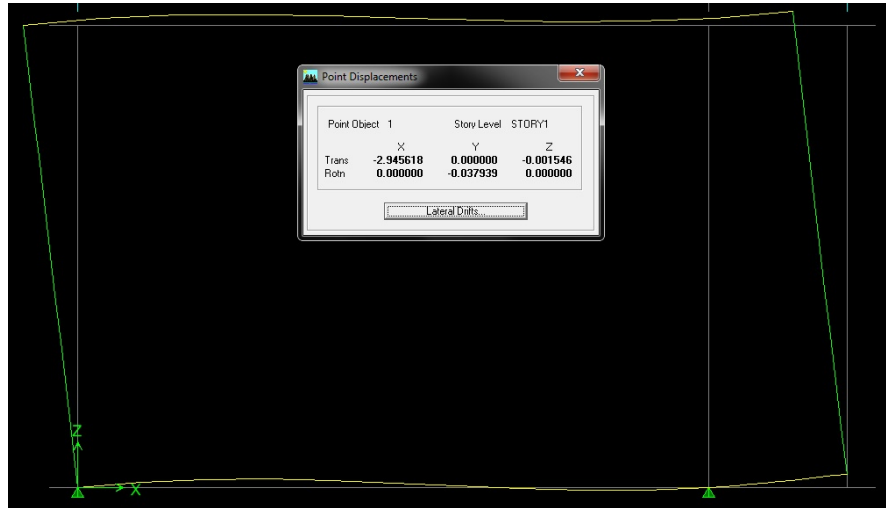 Point Displacements
Point Object 1 Story Level STORY1
X Y Z
Trans -2.945618 0.000000 -0.001546
Rotn 0.000000 -0.037939 0.000000
Lateral Drifts...
Z
X